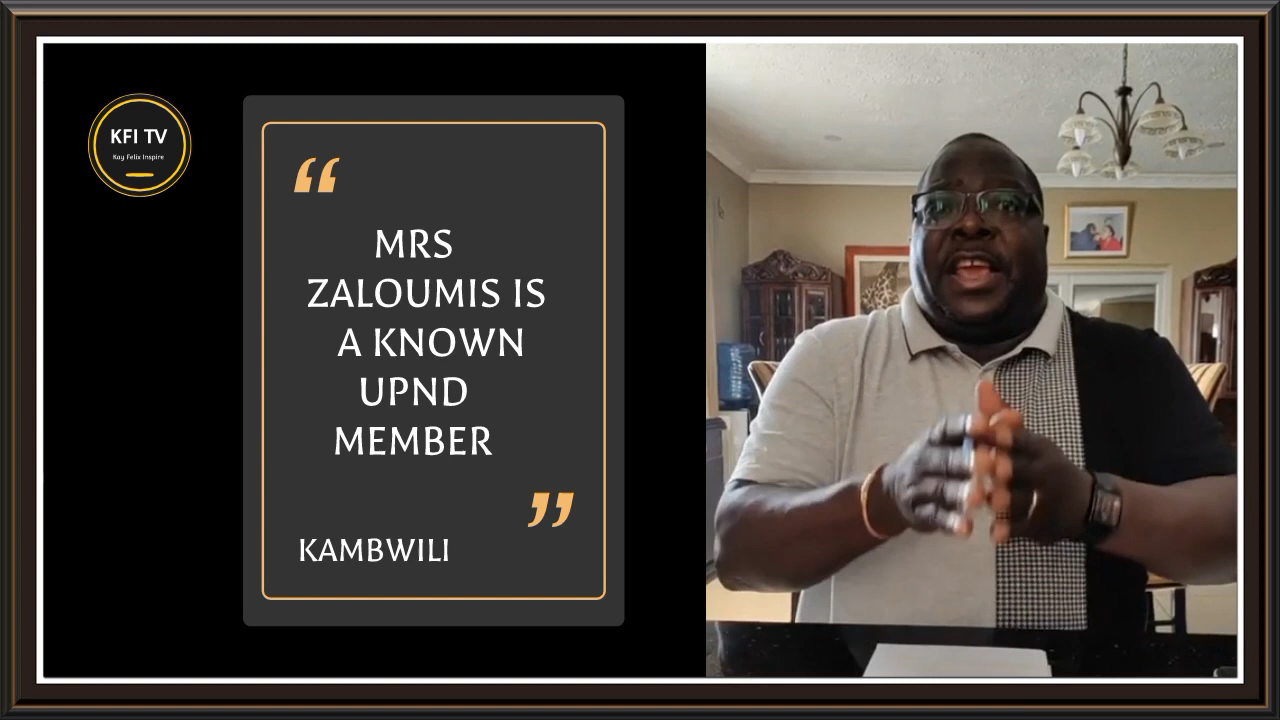 KFI TV
Kay Felix Inspire
“
MRS
ZALOUMIS IS
A KNOWN
UPND
MEMBER
”
KAMBWILI